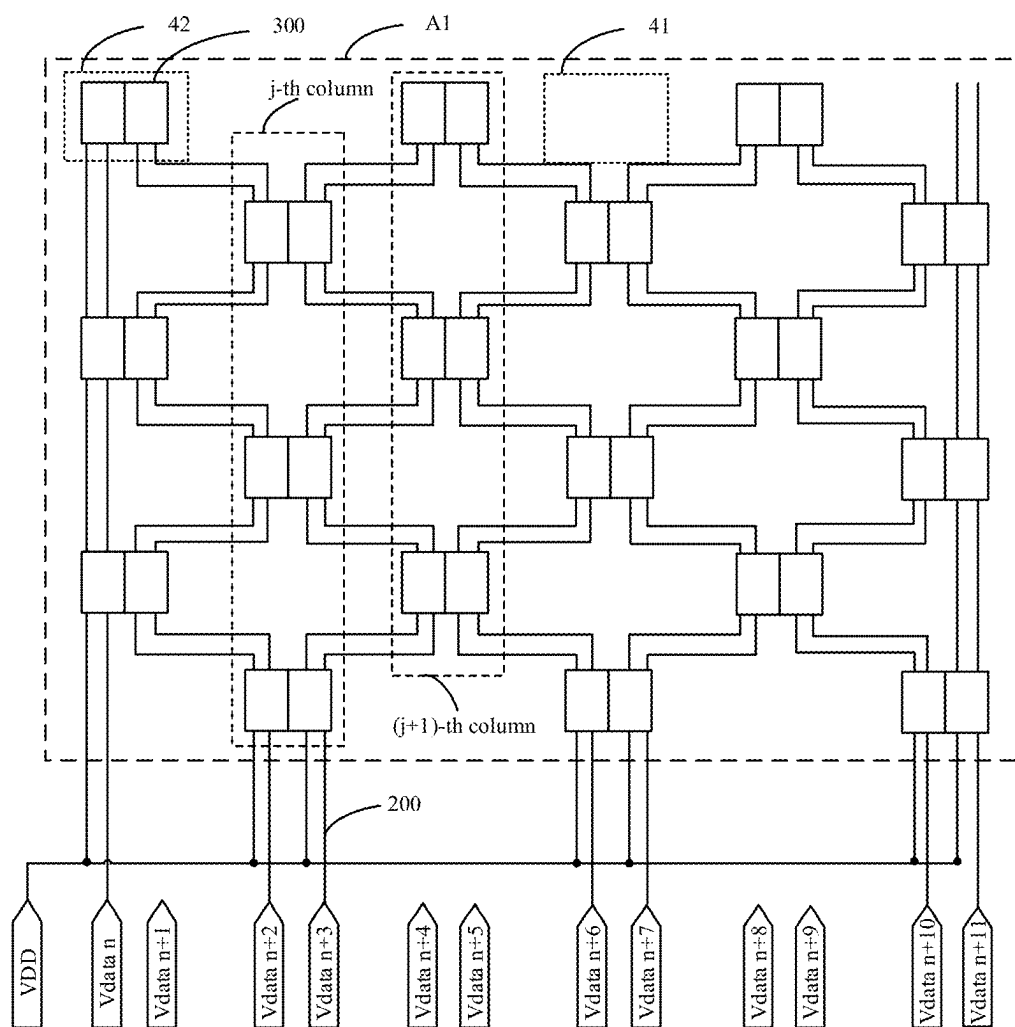 42
300
A1
41
j-th column
(j+1)-th column
200
VDD
Vdata n
Vdata n+1
Vdata n+2
Vdata n+3
Vdata n+4
Vdata n+5
Vdata n+6
Vdata n+7
Vdata n+8
Vdata n+9
Vdata n+10
Vdata n+11